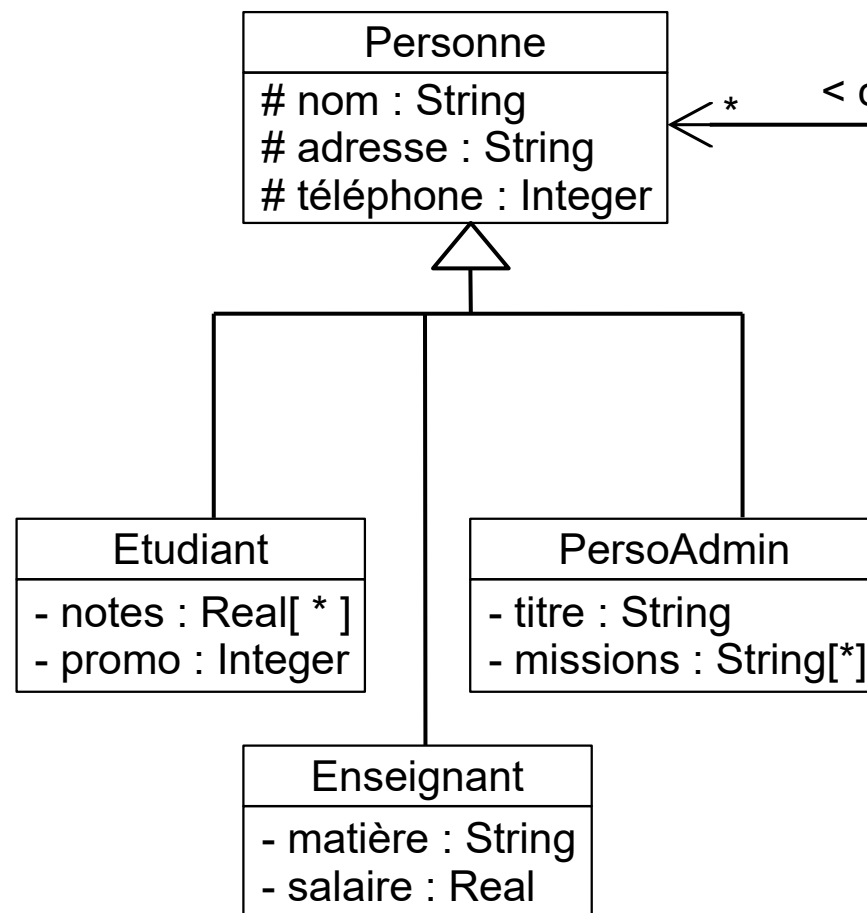 Personne
# nom : String
# adresse : String
# téléphone : Integer
*
<
Etudiant
- notes : Real[ * ]
- promo : Integer
PersoAdmin
- titre : String
- missions : String[*]
Enseignant
- matière : String
- salaire : Real